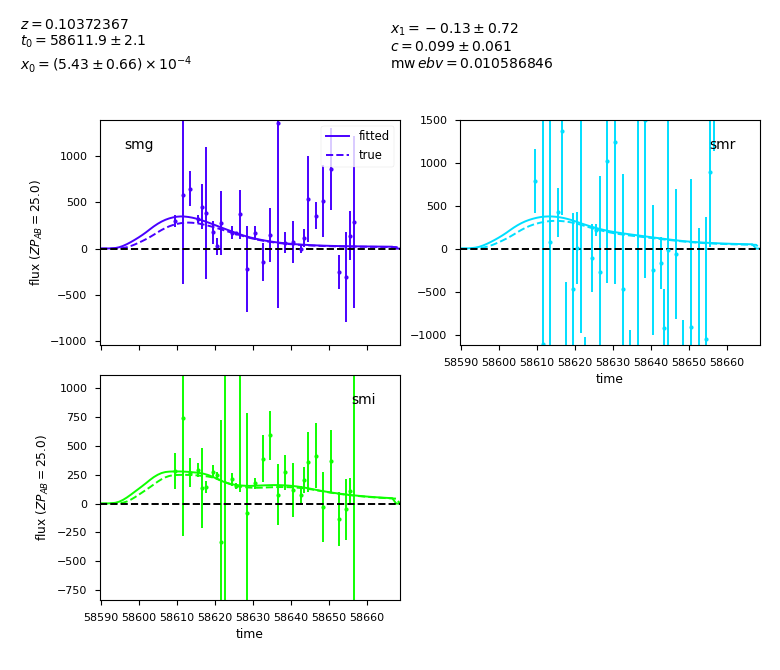 z = 0.10372367
t₀ = 58611.9 ± 2.1
x₀ = (5.43 ± 0.66) × 10⁻⁴
x₁ = −0.13 ± 0.72
c = 0.099 ± 0.061
mw ebv = 0.010586846
smg
fitted
true
1000
500
0
−500
−1000
flux (ZP_AB = 25.0)
smr
1500
1000
500
0
−500
−1000
58590 58600 58610 58620 58630 58640 58650 58660
time
smi
1000
750
500
250
0
−250
−500
−750
flux (ZP_AB = 25.0)
58590 58600 58610 58620 58630 58640 58650 58660
time